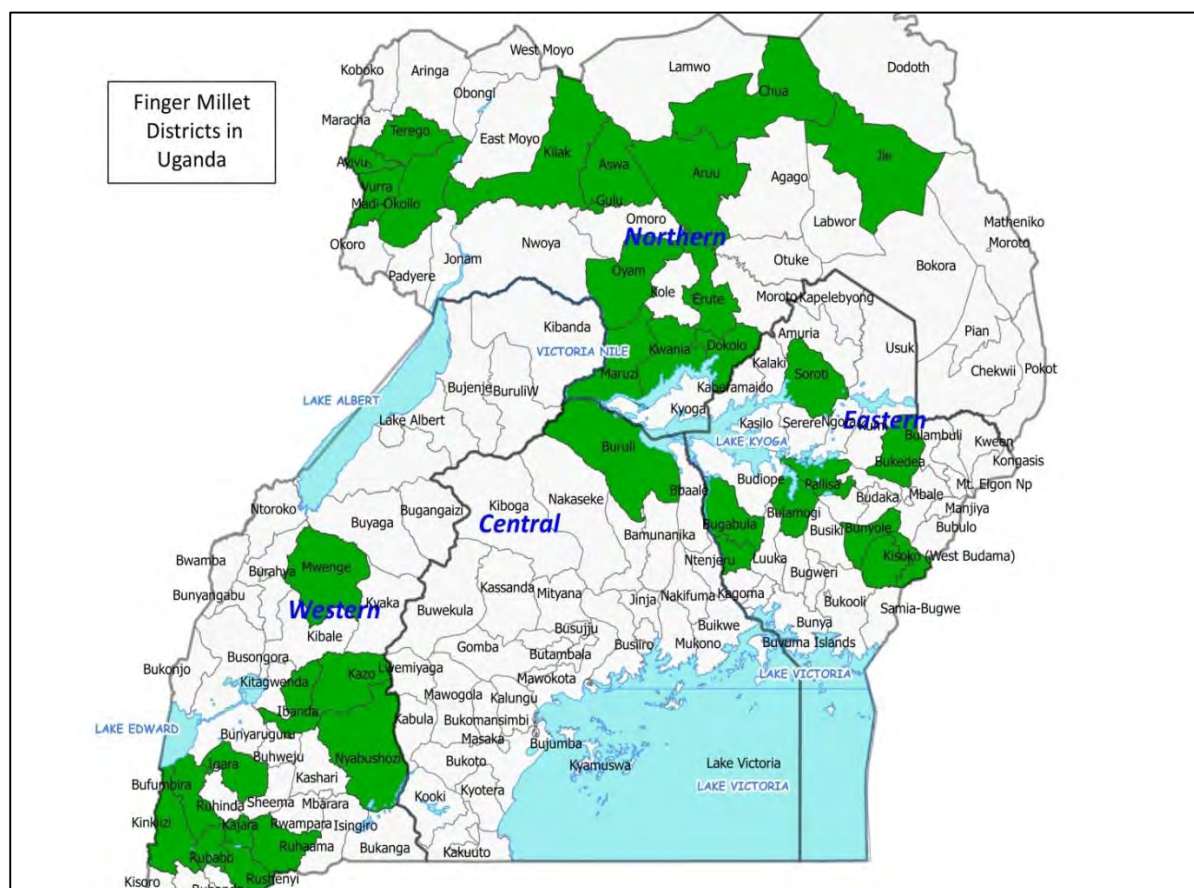 Finger Millet
Districts in
Uganda
West Moyo
Koboko
Aringa
Lamwo
Dodoth
Obongi
Chua
Maracha
Terego
East Moyo
Kilak
Aswa
Aruu
Jie
Ayivu
Vurra
Madi-Okollo
Gulu
Agago
Labwor
Matheniko
Moroto
Omoro
Northern
Okoro
Nwoya
Jonam
Padyere
Otuke
Bokora
Oyam
Kole
Erute
Moroto
Kapelebyong
Kibanda
VICTORIA NILE
Kwania
Dokolo
Amuria
Usuk
Pian
Kalaki
Soroti
Chekwii
Pokot
Maruzi
Kaberamaido
Bujenje
BuruliW
LAKE ALBERT
Kyoga
Lake Albert
Kasilo
Serere
Ngora
Kumi
Eastern
Bulambuli
Kween
Kongasis
LAKE KYOGA
Buruli
Bukedea
Mt. Elgon Np
Budiope
Pallisa
Budaka
Mbale
Manjiya
Bbaale
Ntoroko
Bugangaizi
Kiboga
Nakaseke
Central
Bugabula
Bulamogi
Busiki
Bunyole
Bubulo
Buyaga
Bamunanika
Bwamba
Burahya
Mwenge
Ntenjeru
Luuka
Kisoko (West Budama)
Bugweri
Bunyangabu
Kyaka
Western
Kassanda
Mityana
Jinja
Nakifuma
Kagoma
Bukooli
Samia-Bugwe
Buwekula
Kibale
Busujju
Buikwe
Bunya
Buvuma Islands
Busongora
Gomba
Butambala
Busiiro
Mukono
Bukonjo
Kitagwenda
Kazo
Lwemiyaga
Mawokota
LAKE VICTORIA
Ibanda
Mawogola
Kalungu
Kabula
Bukomansimbi
LAKE EDWARD
Bunyaruguru
Masaka
Buhweju
Nyabushozi
Bujumba
Igara
Bukoto
Kyamuswa
Lake Victoria
Bufumbira
Kashari
LAKE VICTORIA
Ruhinda
Sheema
Mbarara
Kooki
Kyotera
Kinkiizi
Kajara
Rwampara
Isingiro
Ruhaama
Bukanga
Kakuuto
Rubabo
Rushenyi
Kisoro